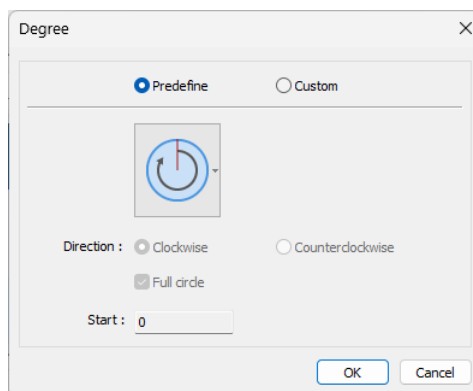 Degree
Predefine Custom
Direction : Clockwise Counterclockwise
Full circle
Start : 0
OK Cancel